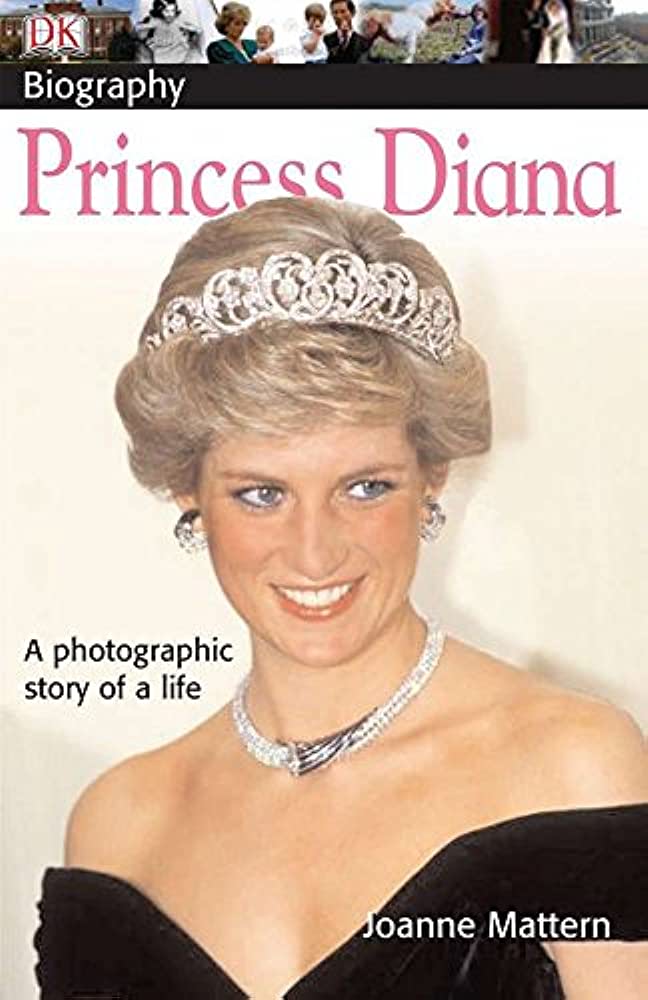 DK
Biography
Princess Diana
A photographic
story of a life
Joanne Mattern